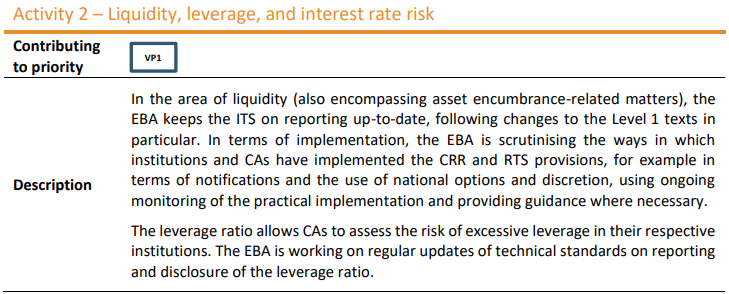 Activity 2 – Liquidity, leverage, and interest rate risk
Contributing
to priority
VP1
Description
In the area of liquidity (also encompassing asset encumbrance-related matters), the
EBA keeps the ITS on reporting up-to-date, following changes to the Level 1 texts in
particular. In terms of implementation, the EBA is scrutinising the ways in which
institutions and CAs have implemented the CRR and RTS provisions, for example in
terms of notifications and the use of national options and discretion, using ongoing
monitoring of the practical implementation and providing guidance where necessary.
The leverage ratio allows CAs to assess the risk of excessive leverage in their respective
institutions. The EBA is working on regular updates of technical standards on reporting
and disclosure of the leverage ratio.